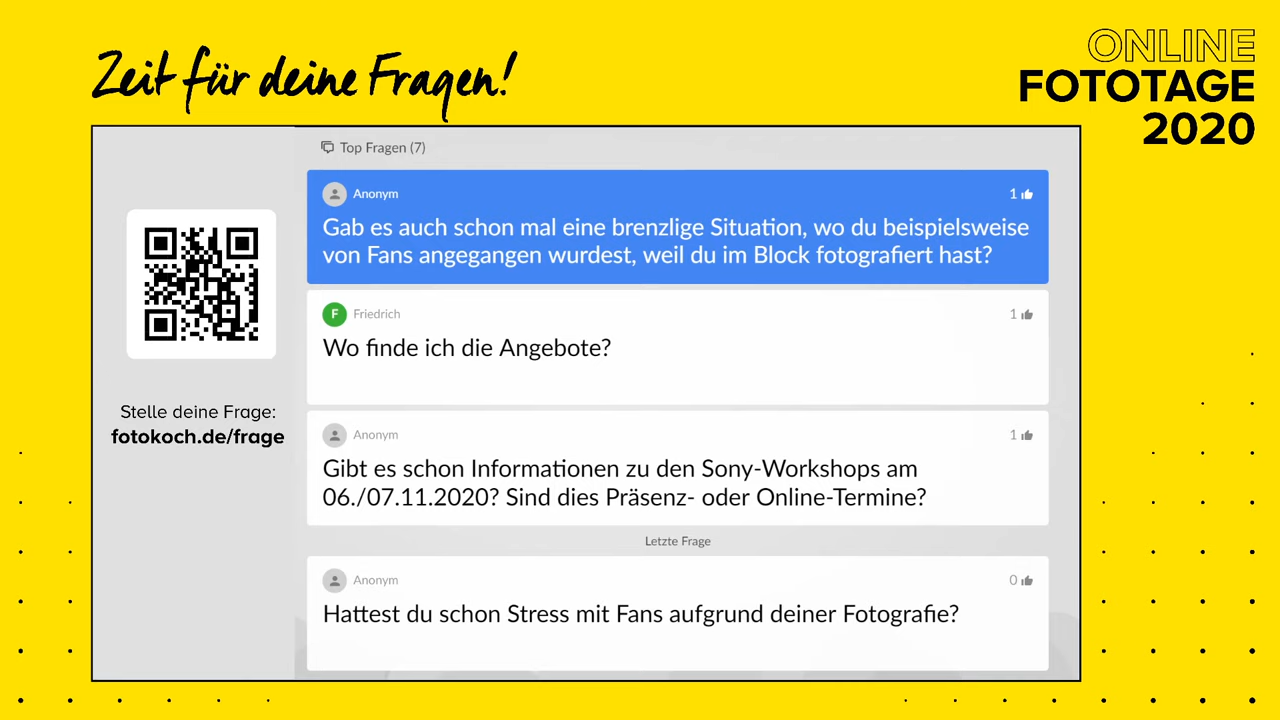 Zeit für deine Fragen!
ONLINE
FOTOTAGE
2020
Top Fragen (7)
Anonym
1
Gab es auch schon mal eine brenzlige Situation, wo du beispielsweise
von Fans angegangen wurdest, weil du im Block fotografiert hast?
F
Friedrich
1
Wo finde ich die Angebote?
Stelle deine Frage:
fotokoch.de/frage
Anonym
1
Gibt es schon Informationen zu den Sony-Workshops am
06./07.11.2020? Sind dies Präsenz- oder Online-Termine?
Letzte Frage
Anonym
0
Hattest du schon Stress mit Fans aufgrund deiner Fotografie?